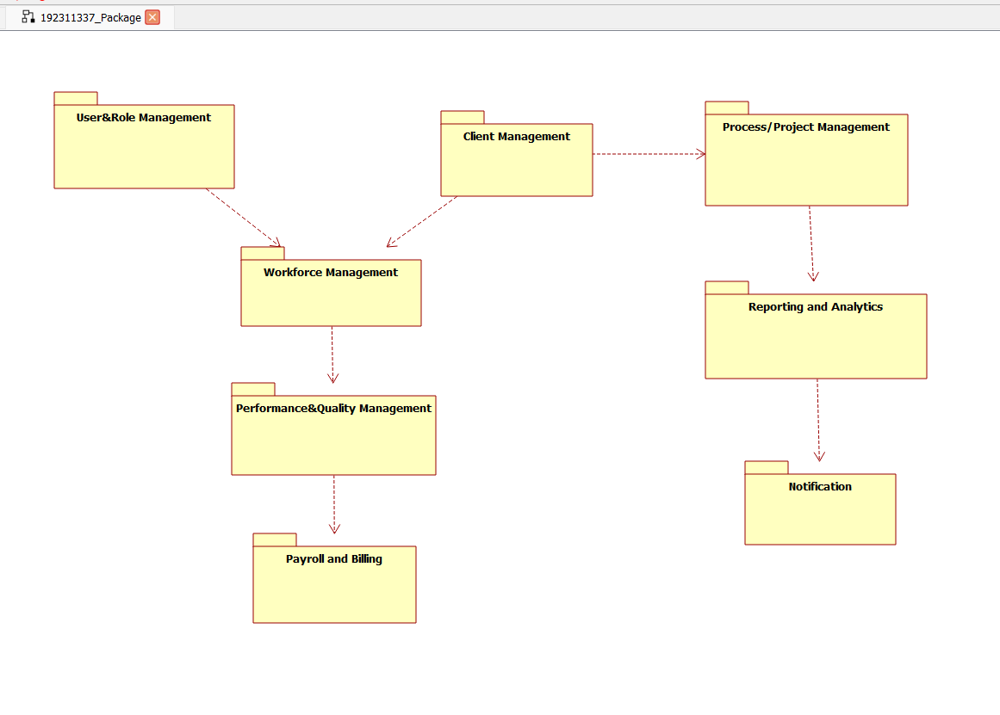 192311337_Package
User&Role Management
Client Management
Process/Project Management
Workforce Management
Reporting and Analytics
Performance&Quality Management
Notification
Payroll and Billing